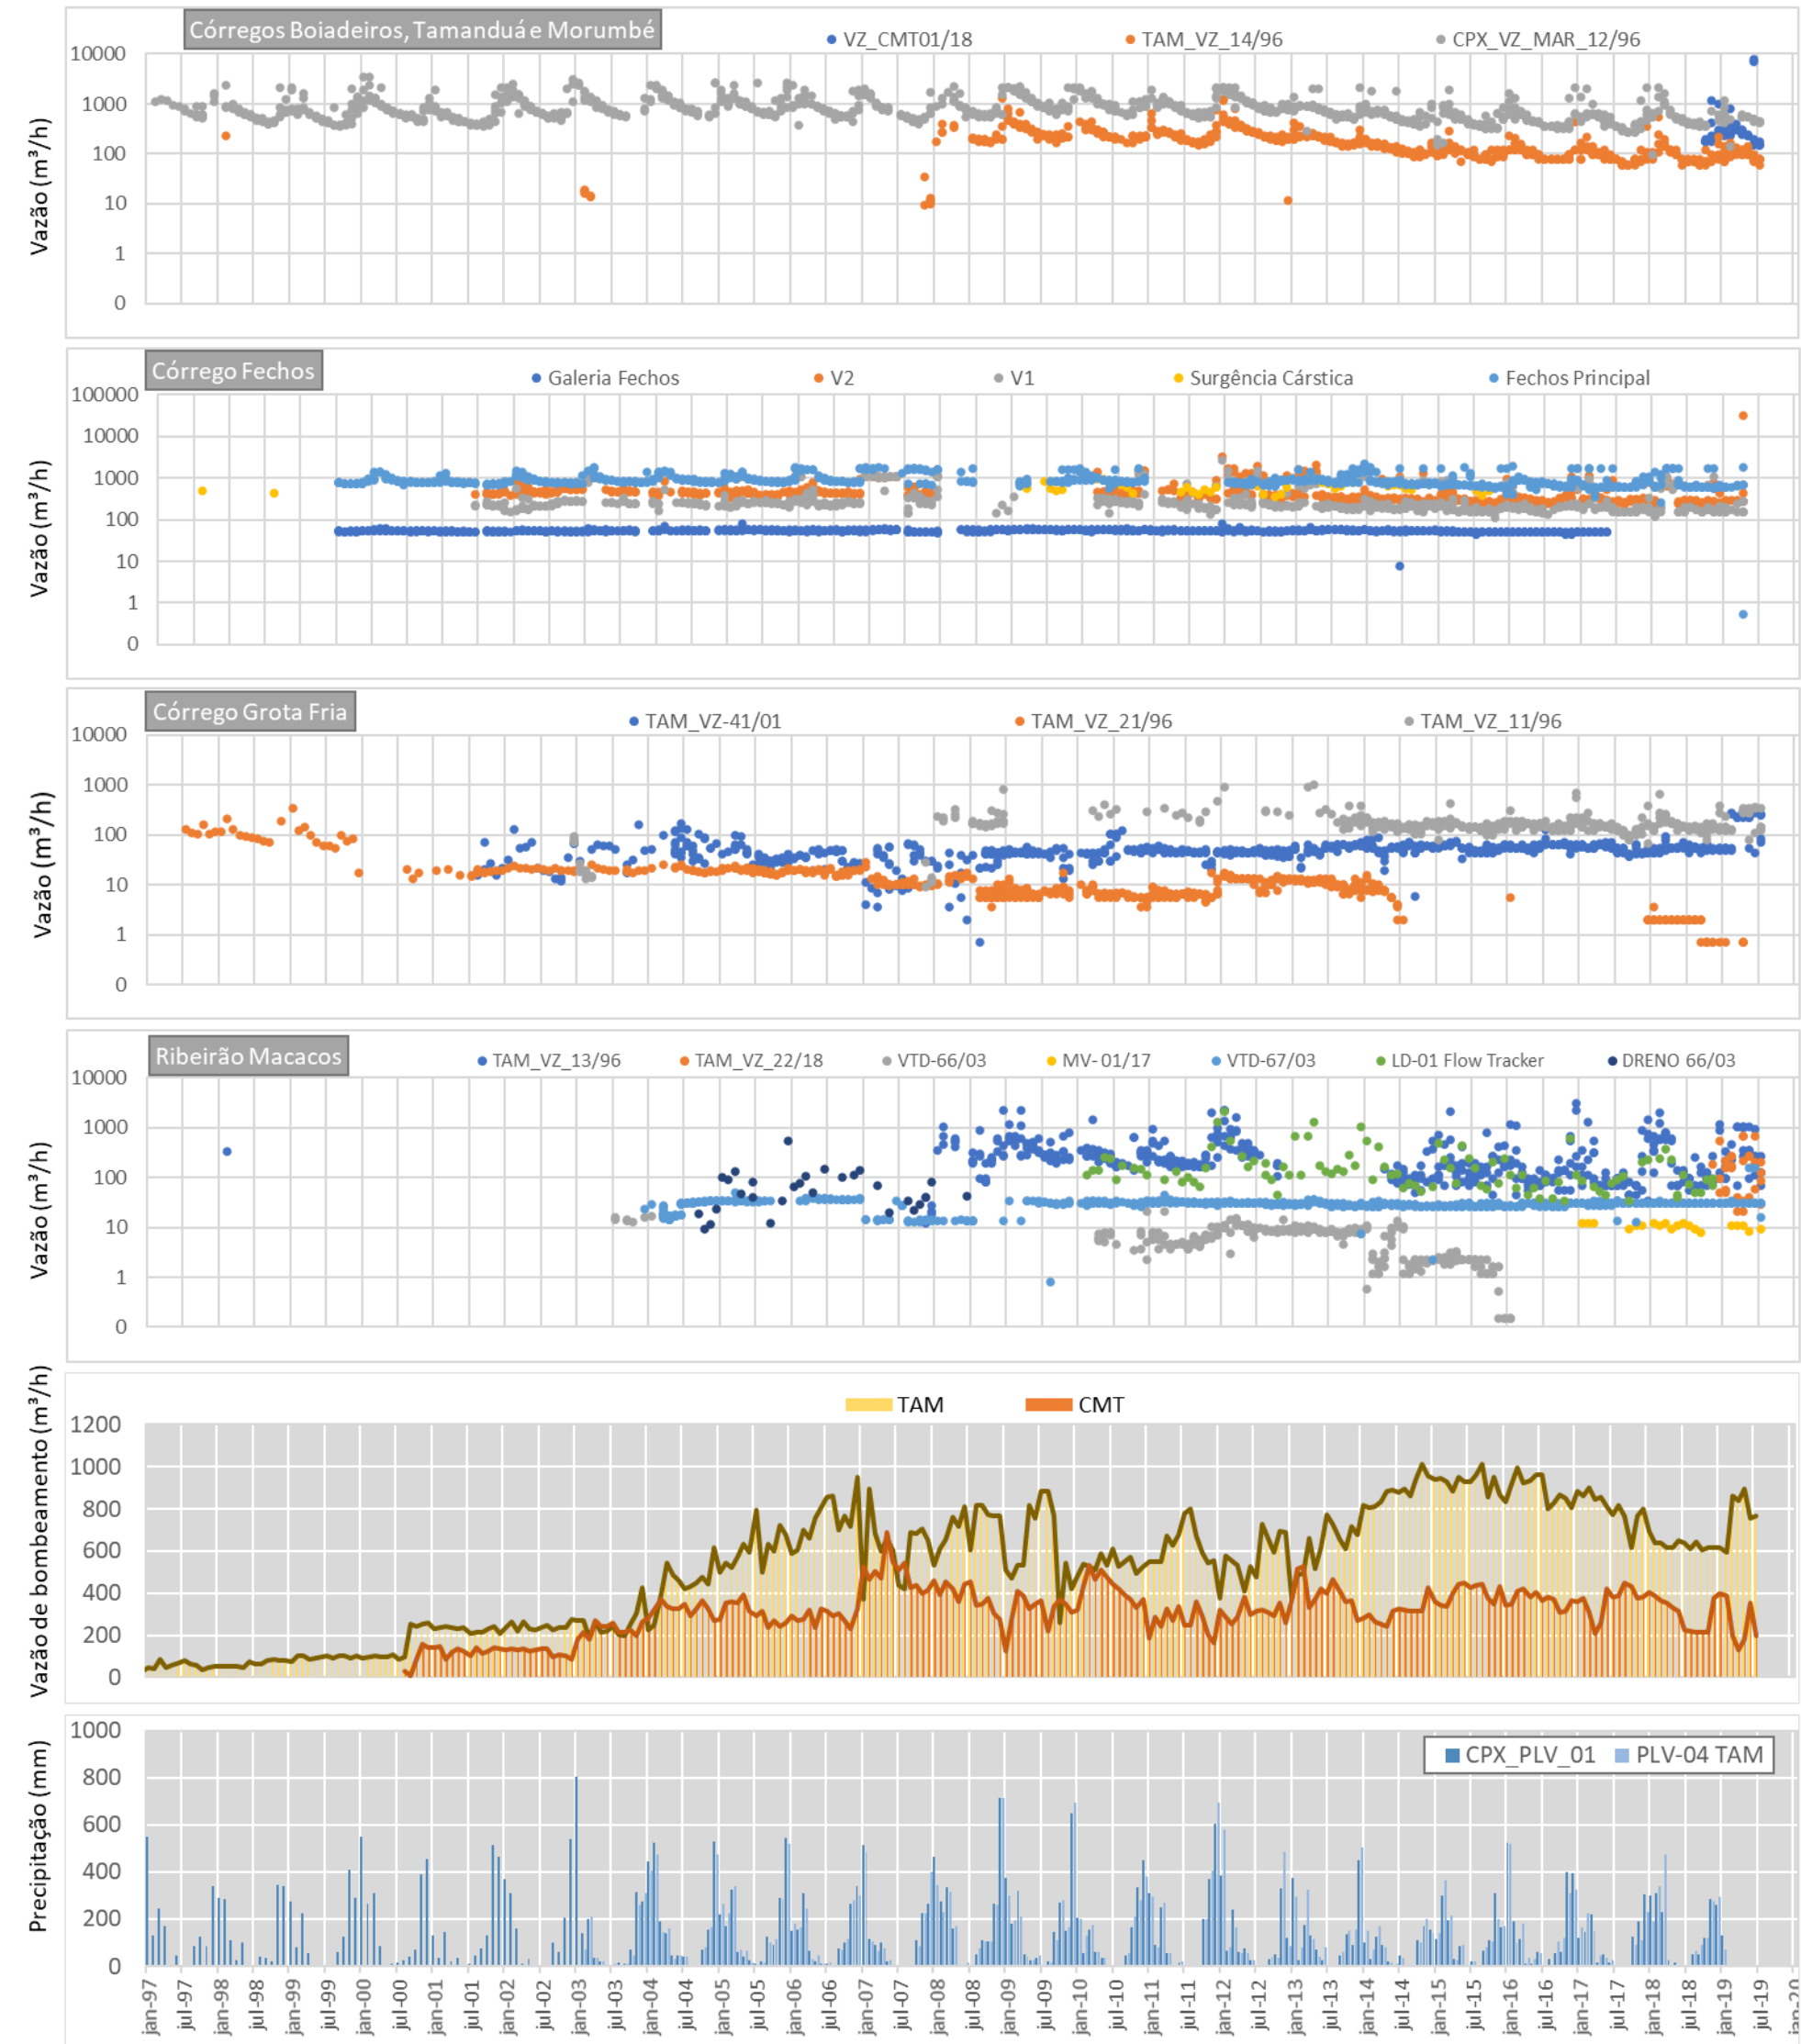 Córregos Boiadeiros, Tamanduá e Morumbé
VZ_CMT01/18 TAM_VZ_14/96 CPX_VZ_MAR_12/96
Vazão (m³/h)
10000
1000
100
10
1
0
Córrego Fechos
Galeria Fechos V2 V1 Surgência Cárstica Fechos Principal
Vazão (m³/h)
100000
10000
1000
100
10
1
0
Córrego Grota Fria
TAM_VZ-41/01 TAM_VZ_21/96 TAM_VZ_11/96
Vazão (m³/h)
10000
1000
100
10
1
0
Ribeirão Macacos
TAM_VZ_13/96 TAM_VZ_22/18 VTD-66/03 MV- 01/17 VTD-67/03 LD-01 Flow Tracker DRENO 66/03
Vazão (m³/h)
10000
1000
100
10
1
0
TAM CMT
Vazão de bombeamento (m³/h)
1200
1000
800
600
400
200
0
CPX_PLV_01 PLV-04 TAM
Precipitação (mm)
1000
800
600
400
200
0
jan-97 jul-97 jan-98 jul-98 jan-99 jul-99 jan-00 jul-00 jan-01 jul-01 jan-02 jul-02 jan-03 jul-03 jan-04 jul-04 jan-05 jul-05 jan-06 jul-06 jan-07 jul-07 jan-08 jul-08 jan-09 jul-09 jan-10 jul-10 jan-11 jul-11 jan-12 jul-12 jan-13 jul-13 jan-14 jul-14 jan-15 jul-15 jan-16 jul-16 jan-17 jul-17 jan-18 jul-18 jan-19 jul-19 jan-20